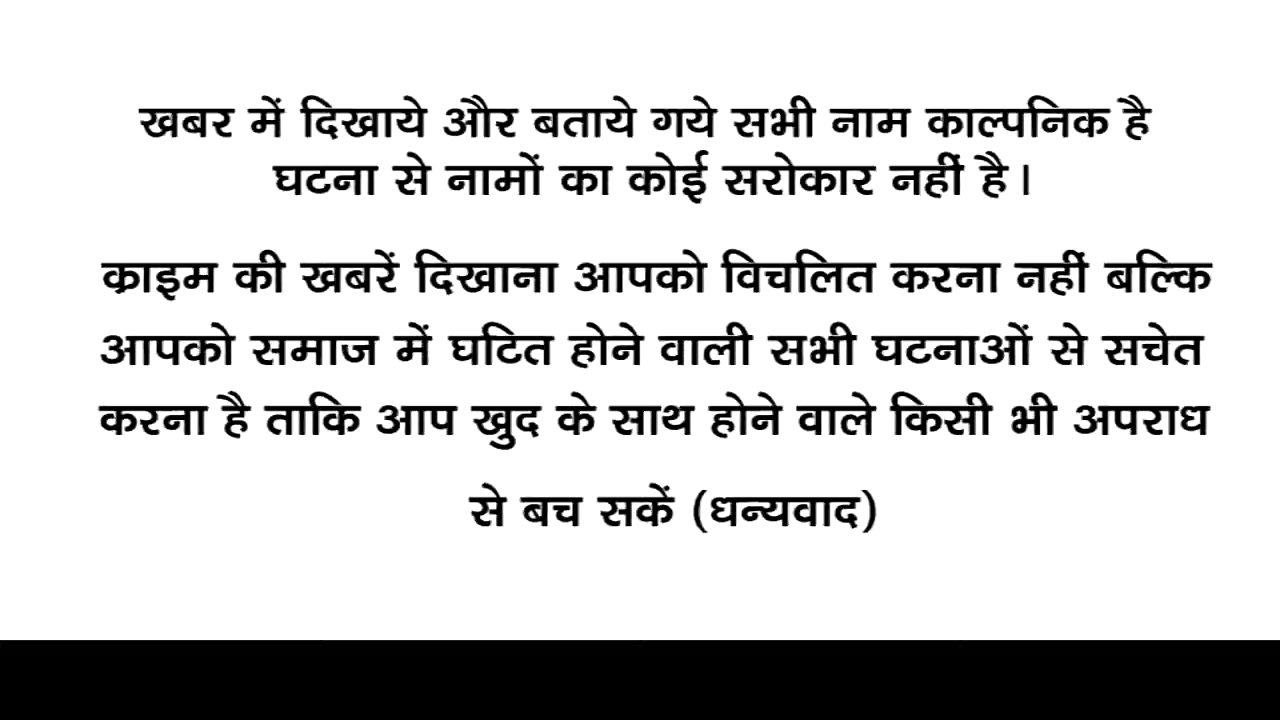 खबर में दिखाये और बताये गये सभी नाम काल्पनिक है
घटना से नामों का कोई सरोकार नहीं है।
क्राइम की खबरें दिखाना आपको विचलित करना नहीं बल्कि
आपको समाज में घटित होने वाली सभी घटनाओं से सचेत
करना है ताकि आप खुद के साथ होने वाले किसी भी अपराध
से बच सकें (धन्यवाद)